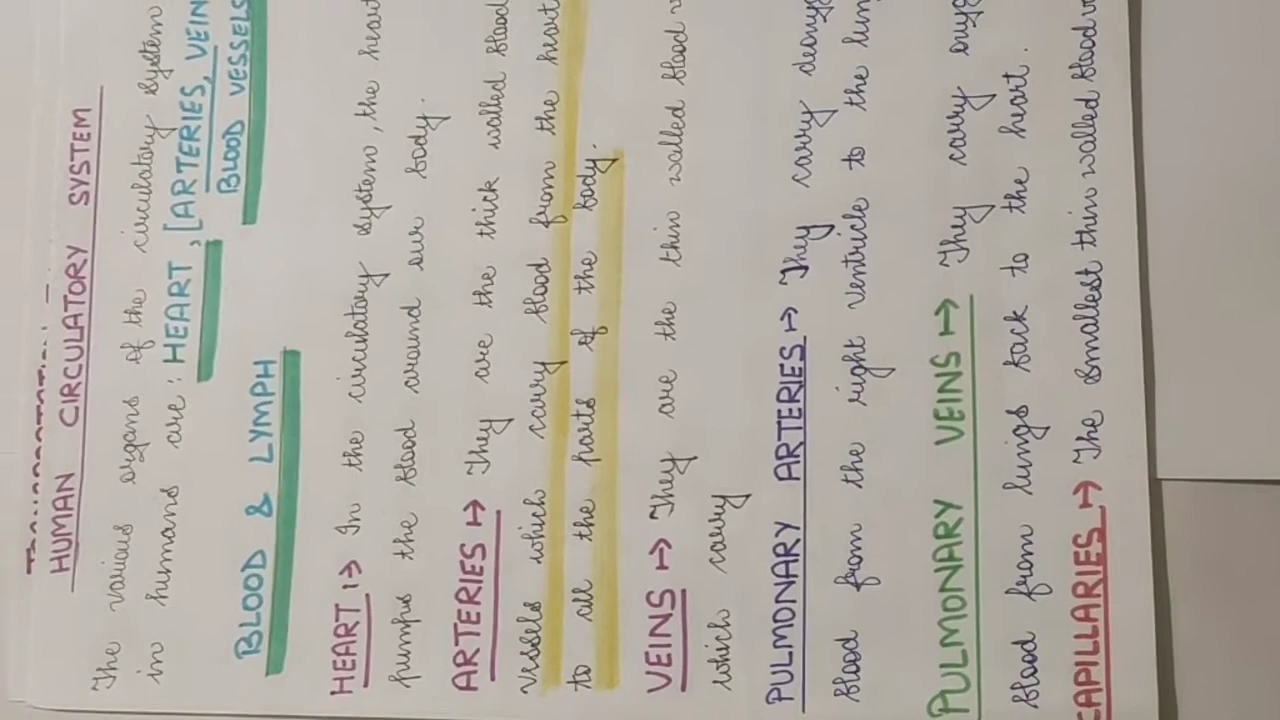 HUMAN CIRCULATORY SYSTEM
The various organs of the circulatory system
in humans are: HEART, [ARTERIES, VEIN
BLOOD VESSELS
BLOOD & LYMPH
HEART → In the circulatory system, the heart
pumps the blood around our body.
ARTERIES → They are the thick walled blood
vessels which carry blood from the heart
to all the parts of the body.
VEINS → They are the thin walled blood
which carry
PULMONARY ARTERIES → They carry deoxy
blood from the right ventricle to the lun
PULMONARY VEINS → They carry oxyg
blood from lungs back to the heart.
CAPILLARIES → The smallest thin walled blood